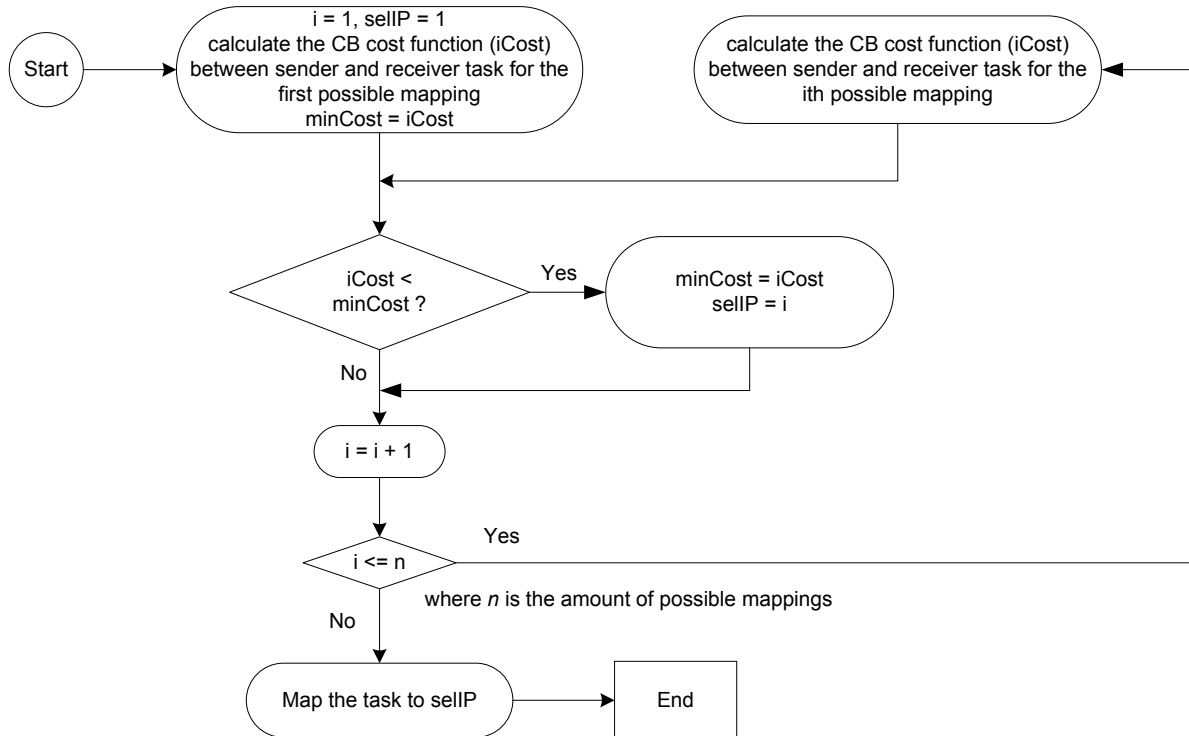 Start
i = 1, selIP = 1
calculate the CB cost function (iCost)
between sender and receiver task for the
first possible mapping
minCost = iCost
calculate the CB cost function (iCost)
between sender and receiver task for the
ith possible mapping
iCost <
minCost ?
Yes
minCost = iCost
selIP = i
No
i = i + 1
i <= n
Yes
where n is the amount of possible mappings
No
Map the task to selIP
End